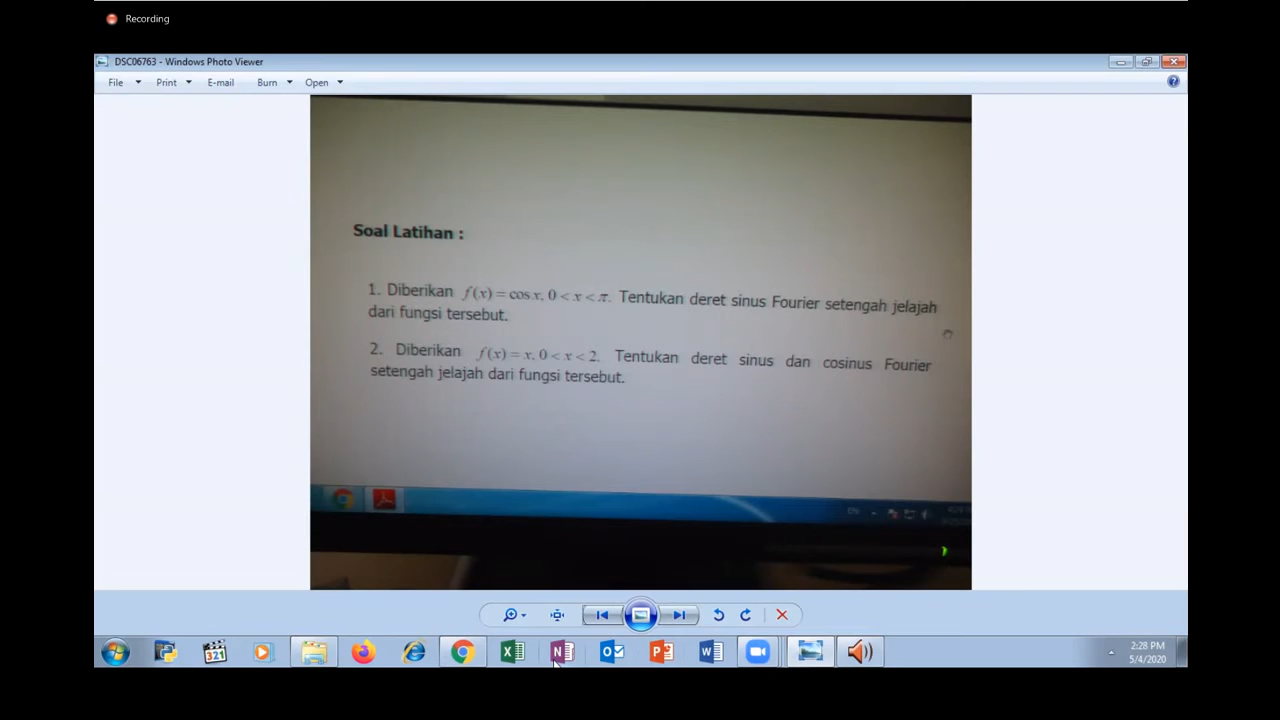 Recording
DSC06763 - Windows Photo Viewer
File Print E-mail Burn Open
Soal Latihan :
1. Diberikan f(x) = cos x, 0 < x < π. Tentukan deret sinus Fourier setengah jelajah
dari fungsi tersebut.
2. Diberikan f(x) = x, 0 < x < 2. Tentukan deret sinus dan cosinus Fourier
setengah jelajah dari fungsi tersebut.
EN
321
2:28 PM
5/4/2020